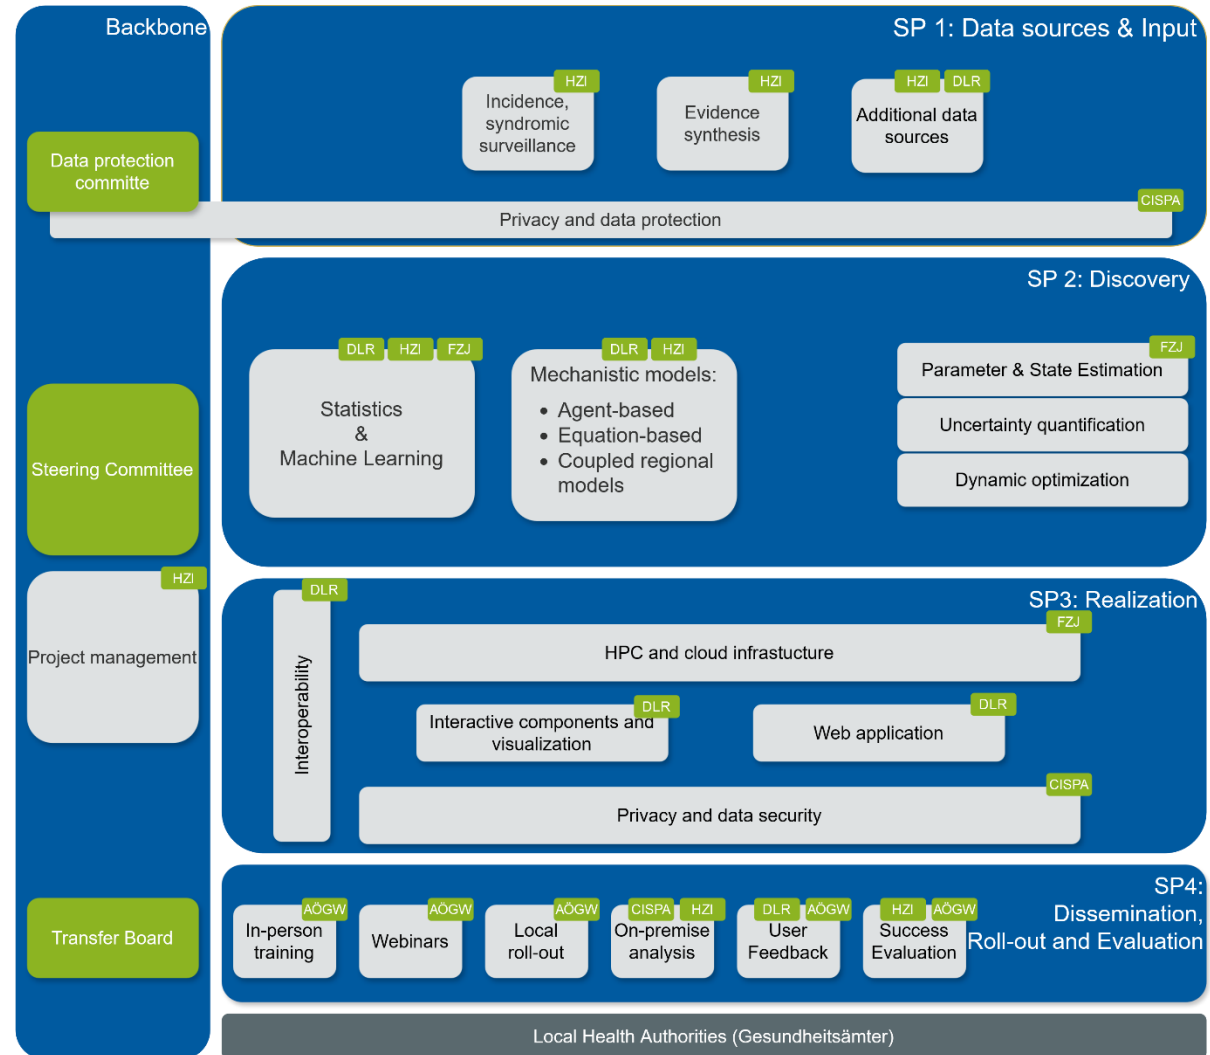 Backbone
SP 1: Data sources & Input
HZI
HZI
HZI
DLR
Incidence,
syndromic
surveillance
Evidence
synthesis
Additional data
sources
Data protection
committe
CISPA
Privacy and data protection
SP 2: Discovery
DLR
HZI
FZJ
DLR
HZI
FZJ
Statistics
&
Machine Learning
Mechanistic models:
• Agent-based
• Equation-based
• Coupled regional
models
Parameter & State Estimation
Uncertainty quantification
Dynamic optimization
Steering Committee
HZI
Project management
SP3: Realization
DLR
Interoperability
FZJ
HPC and cloud infrastucture
DLR
Interactive components and
visualization
DLR
Web application
CISPA
Privacy and data security
SP4:
Dissemination,
Roll-out and Evaluation
Transfer Board
AÖGW
In-person
training
AÖGW
Webinars
AÖGW
Local
roll-out
CISPA
HZI
On-premise
analysis
DLR
AÖGW
User
Feedback
HZI
AÖGW
Success
Evaluation
Local Health Authorities (Gesundheitsämter)